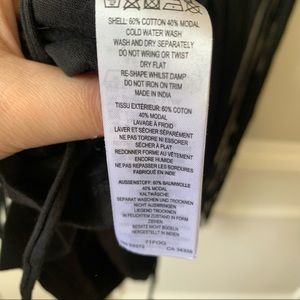 SHELL: 60% COTTON 40% MODAL
COLD WATER WASH
WASH AND DRY SEPARATELY
DO NOT WRING OR TWIST
DRY FLAT
RE-SHAPE WHILST DAMP
DO NOT IRON ON TRIM
MADE IN INDIA
TISSU EXTÉRIEUR: 60% COTON
40% MODAL
LAVAGE À FROID
LAVER ET SÉCHER SÉPARÉMENT
NE PAS TORDRE NI ESSORER
SÉCHER À PLAT
REDONNER FORME AU VÊTEMENT
ENCORE HUMIDE
NE PAS REPASSER LES BORDURES
FABRIQUÉ EN INDE
AUSSENSTOFF: 60% BAUMWOLLE
40% MODAL
KALTWÄSCHE
SEPARAT WASCHEN UND TROCKNEN
NICHT AUSWRINGEN
LIEGEND TROCKNEN
IN FEUCHTEM ZUSTAND IN FORM
ZIEHEN
BESATZ NICHT BÜGELN
HERGESTELLT IN INDIEN
CA